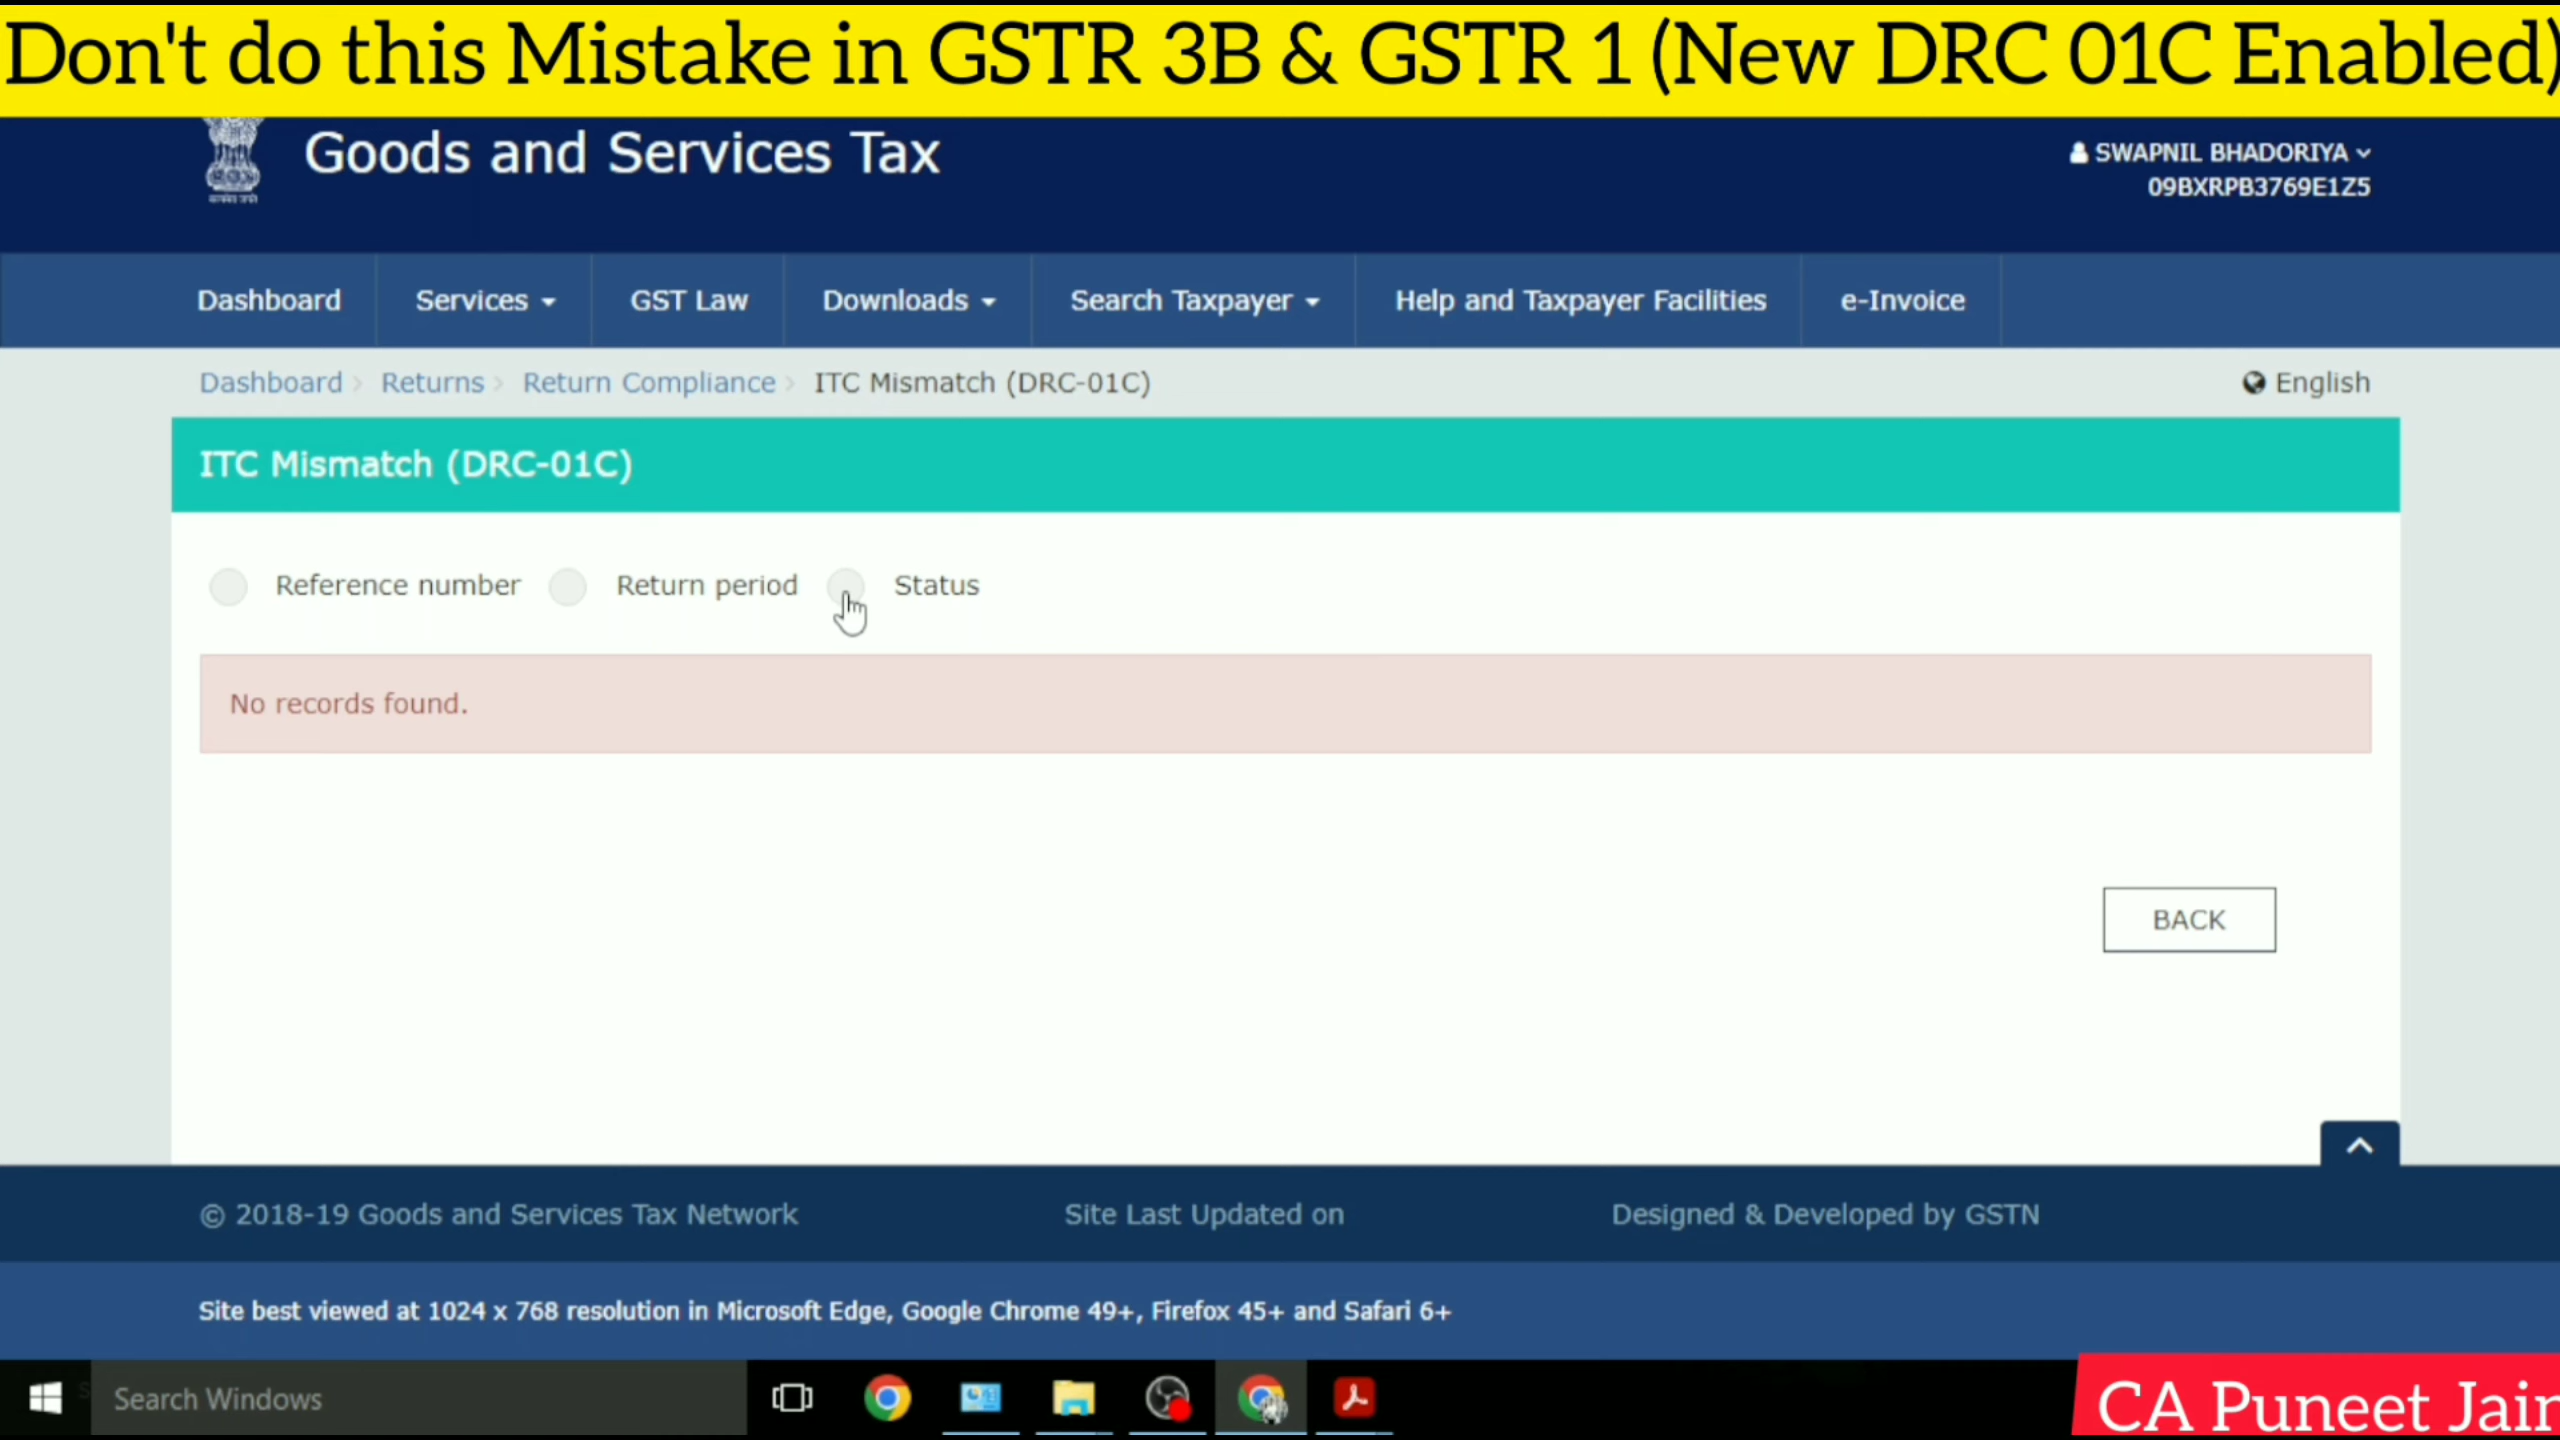 Don't do this Mistake in GSTR 3B & GSTR 1 (New DRC 01C Enabled)
Goods and Services Tax
SWAPNIL BHADORIYA
09BXRPB3769E1Z5
Dashboard Services GST Law Downloads Search Taxpayer Help and Taxpayer Facilities e-Invoice
Dashboard > Returns > Return Compliance > ITC Mismatch (DRC-01C) English
ITC Mismatch (DRC-01C)
Reference number Return period Status
No records found.
BACK
© 2018-19 Goods and Services Tax Network Site Last Updated on Designed & Developed by GSTN
Site best viewed at 1024 x 768 resolution in Microsoft Edge, Google Chrome 49+, Firefox 45+ and Safari 6+
Search Windows
CA Puneet Jain